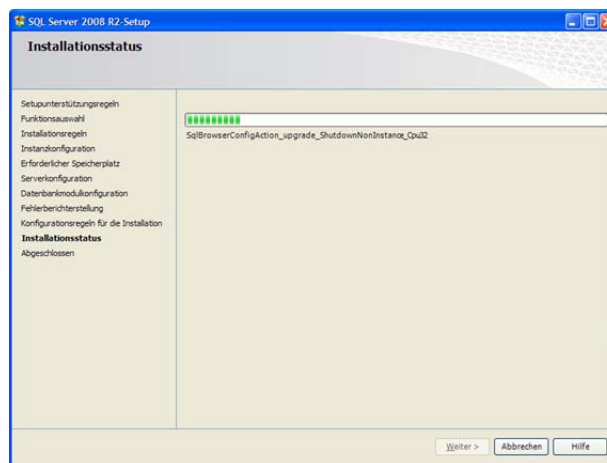 SQL Server 2008 R2-Setup
Installationsstatus
Setupunterstützungsregeln
Funktionsauswahl
Installationsregeln
Instanzkonfiguration
Erforderlicher Speicherplatz
Serverkonfiguration
Datenbankmodulkonfiguration
Fehlerberichterstellung
Konfigurationsregeln für die Installation
Installationsstatus
Abgeschlossen
SqlBrowserConfigAction_upgrade_ShutdownNonInstance_Cpu32
Weiter >
Abbrechen
Hilfe